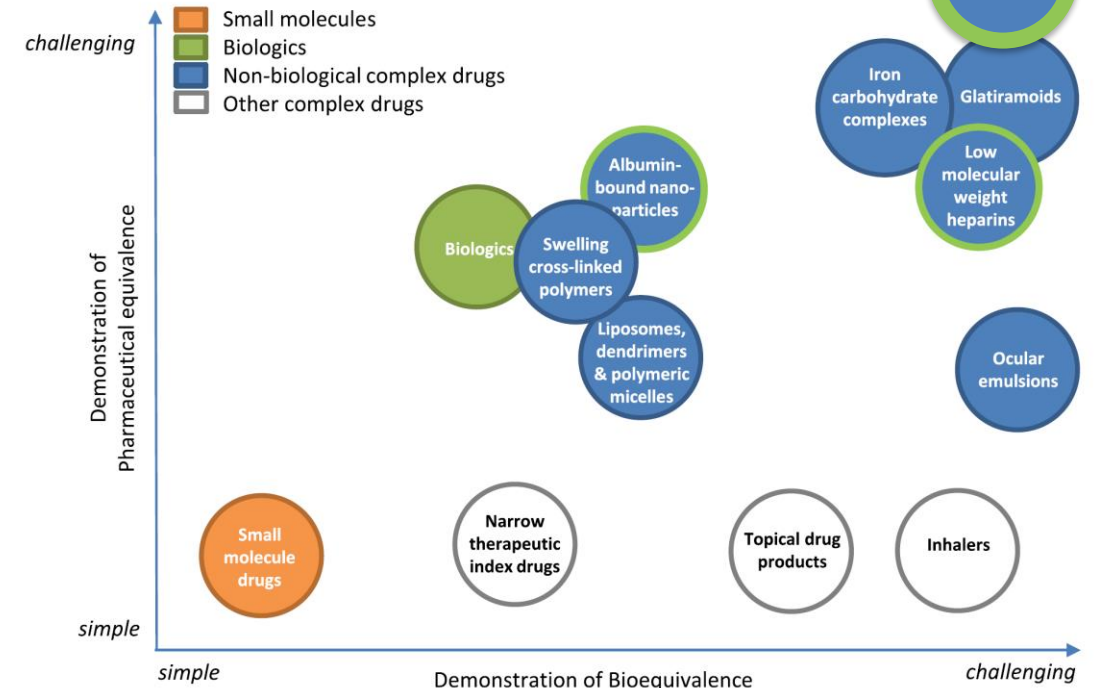 Small molecules
Biologics
Non-biological complex drugs
Other complex drugs
challenging
Demonstration of
Pharmaceutical equivalence
simple
Iron
carbohydrate
complexes
Glatiramoids
Low
molecular
weight
heparins
Albumin-
bound nano-
particles
Biologics
Swelling
cross-linked
polymers
Liposomes,
dendrimers
& polymeric
micelles
Ocular
emulsions
Small
molecule
drugs
Narrow
therapeutic
index drugs
Topical drug
products
Inhalers
simple
Demonstration of Bioequivalence
challenging